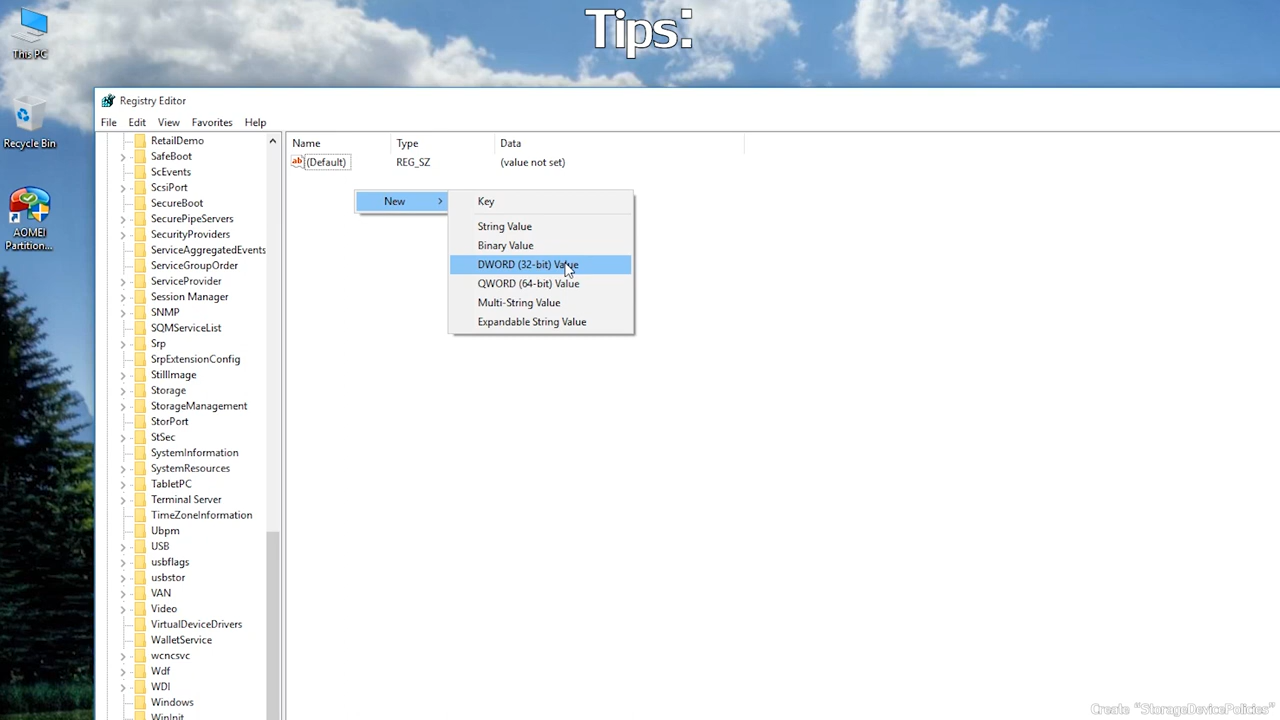 Tips:
This PC
Recycle Bin
AOMEI
Partition...
Registry Editor
File Edit View Favorites Help
Name Type Data
ab (Default) REG_SZ (value not set)
New
Key
String Value
Binary Value
DWORD (32-bit) Value
QWORD (64-bit) Value
Multi-String Value
Expandable String Value
RetailDemo
SafeBoot
ScEvents
ScsiPort
SecureBoot
SecurePipeServers
SecurityProviders
ServiceAggregatedEvents
ServiceGroupOrder
ServiceProvider
Session Manager
SNMP
SQMServiceList
Srp
SrpExtensionConfig
StillImage
Storage
StorageManagement
StorPort
StSec
SystemInformation
SystemResources
TabletPC
Terminal Server
TimeZoneInformation
Ubpm
USB
usbflags
usbstor
VAN
Video
VirtualDeviceDrivers
WalletService
wcncsvc
Wdf
WDI
Windows
WinInit
Create "StorageDevicePolicies"